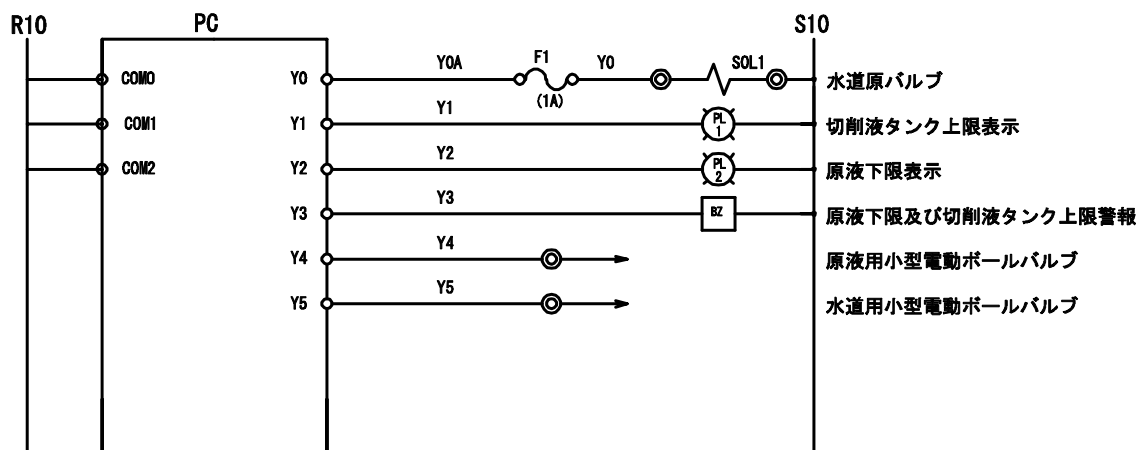 R10 PC S10
COM0 Y0 Y0A F1 (1A) Y0 SOL1 水道原バルブ
COM1 Y1 Y1 PL 1 切削液タンク上限表示
COM2 Y2 Y2 PL 2 原液下限表示
Y3 Y3 BZ 原液下限及び切削液タンク上限警報
Y4 Y4 原液用小型電動ボールバルブ
Y5 Y5 水道用小型電動ボールバルブ